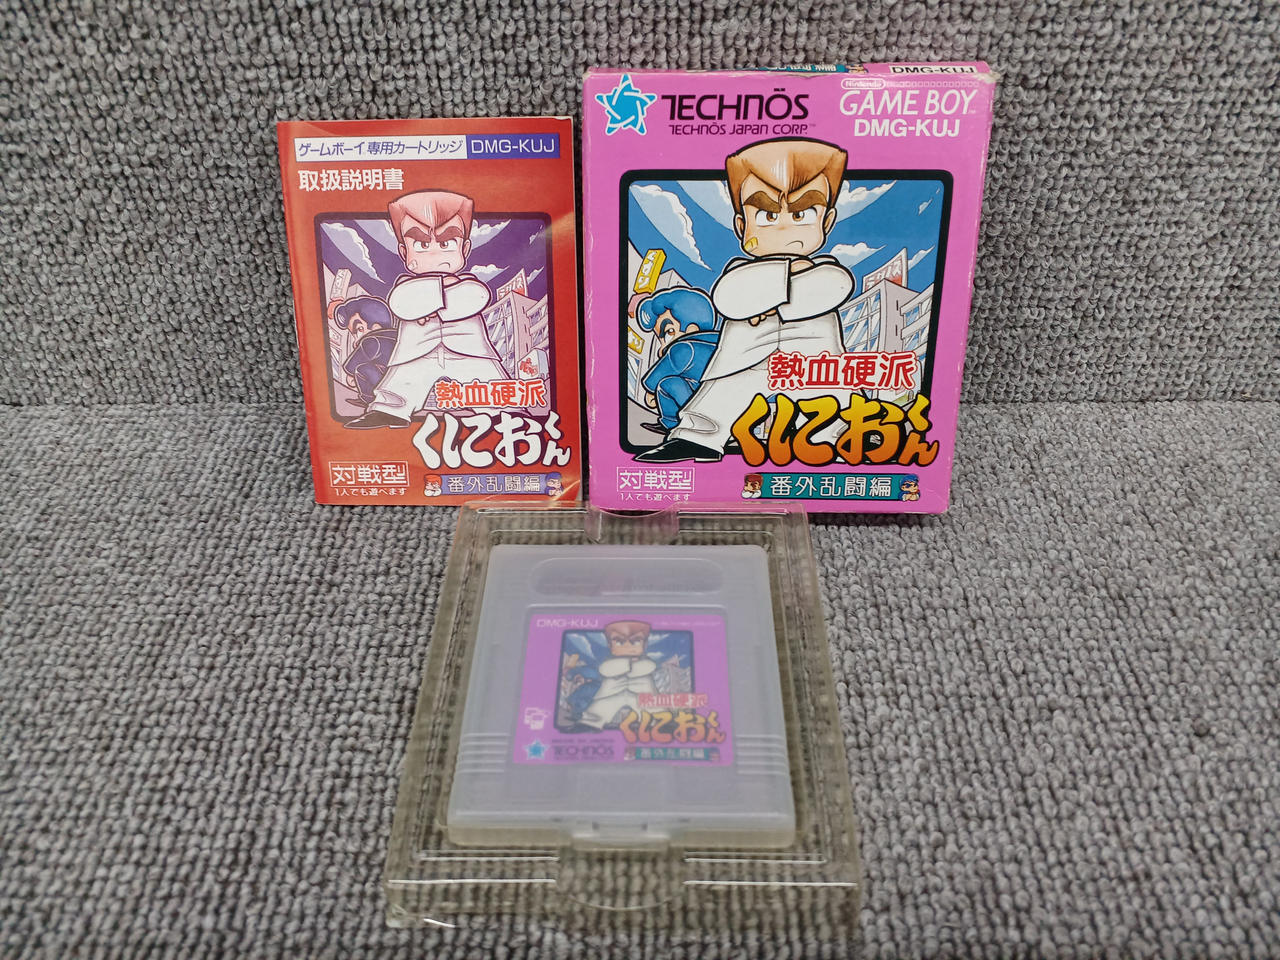 ゲームボーイ専用カートリッジ DMG-KUJ
取扱説明書
熱血硬派
くにおくん
対戦型
1人でも遊べます
番外乱闘編
DMG-KUJ
TECHNŌS
TECHNŌS JAPAN CORP.™
Nintendo
GAME BOY™
DMG-KUJ
くすり
熱血硬派
くにおくん
対戦型
1人でも遊べます
番外乱闘編
DMG-KUJ
熱血硬派
くにおくん
TECHNŌS
番外乱闘編